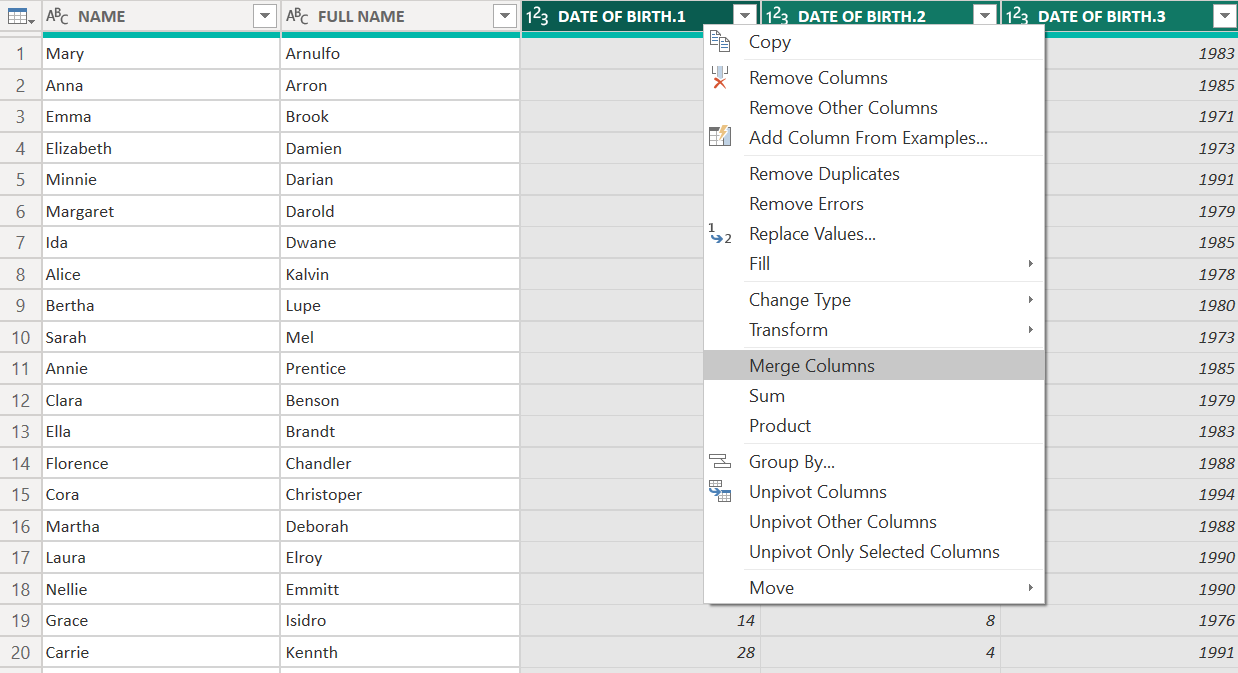 ABC NAME ABC FULL NAME 123 DATE OF BIRTH.1 123 DATE OF BIRTH.2 123 DATE OF BIRTH.3
1 Mary Arnulfo 1983
2 Anna Arron 1985
3 Emma Brook 1971
4 Elizabeth Damien 1973
5 Minnie Darian 1991
6 Margaret Darold 1979
7 Ida Dwane 1985
8 Alice Kalvin 1978
9 Bertha Lupe 1980
10 Sarah Mel 1973
11 Annie Prentice 1985
12 Clara Benson 1979
13 Ella Brandt 1983
14 Florence Chandler 1988
15 Cora Christoper 1994
16 Martha Deborah 1988
17 Laura Elroy 1990
18 Nellie Emmitt 1990
19 Grace Isidro 14 8 1976
20 Carrie Kennth 28 4 1991
Copy
Remove Columns
Remove Other Columns
Add Column From Examples...
Remove Duplicates
Remove Errors
1 2 Replace Values...
Fill
Change Type
Transform
Merge Columns
Sum
Product
Group By...
Unpivot Columns
Unpivot Other Columns
Unpivot Only Selected Columns
Move